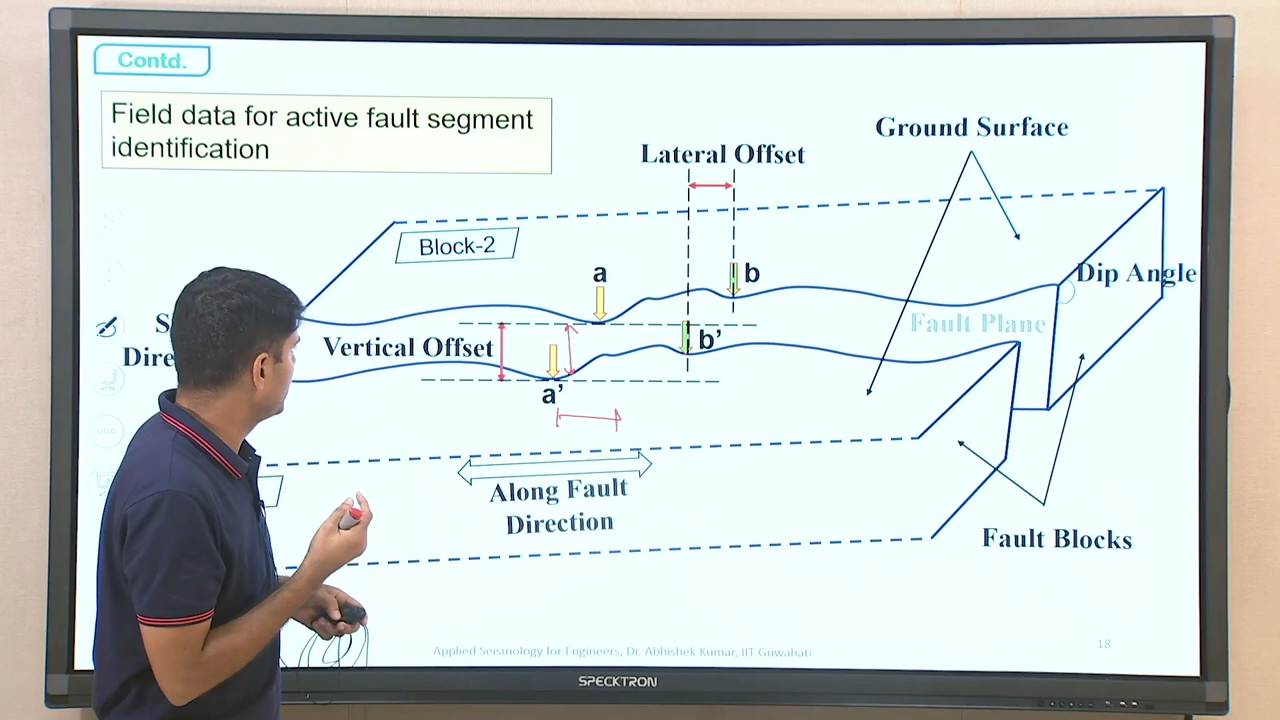 Contd.
Field data for active fault segment
identification
Ground Surface
Lateral Offset
Block-2
a
b
Dip Angle
Fault Plane
Vertical Offset
b’
a’
Along Fault
Direction
Fault Blocks
Applied Seismology for Engineers, Dr. Abhishek Kumar, IIT Guwahati
18
SPECKTRON